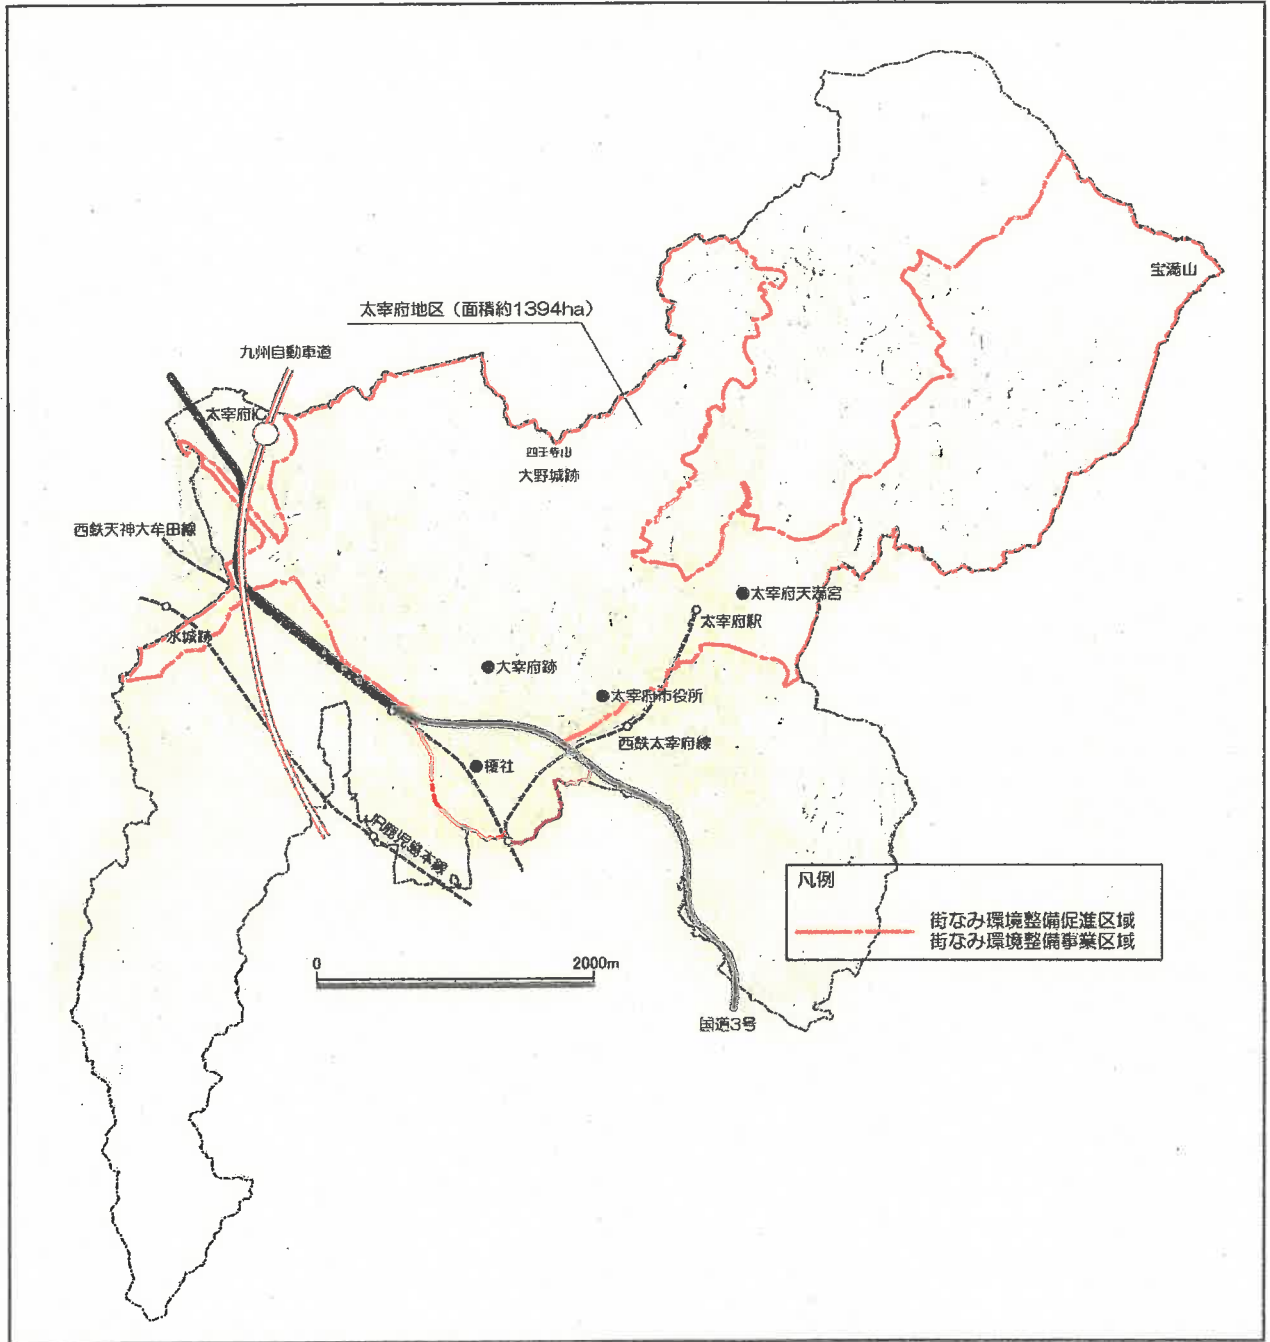 宝満山
太宰府地区（面積約1394ha）
九州自動車道
太宰府IC
四王寺山
大野城跡
西鉄天神大牟田線
太宰府天満宮
太宰府駅
水城跡
大宰府跡
太宰府市役所
西鉄太宰府線
榎社
JR鹿児島本線
凡例
街なみ環境整備促進区域
街なみ環境整備事業区域
0 2000m
国道3号